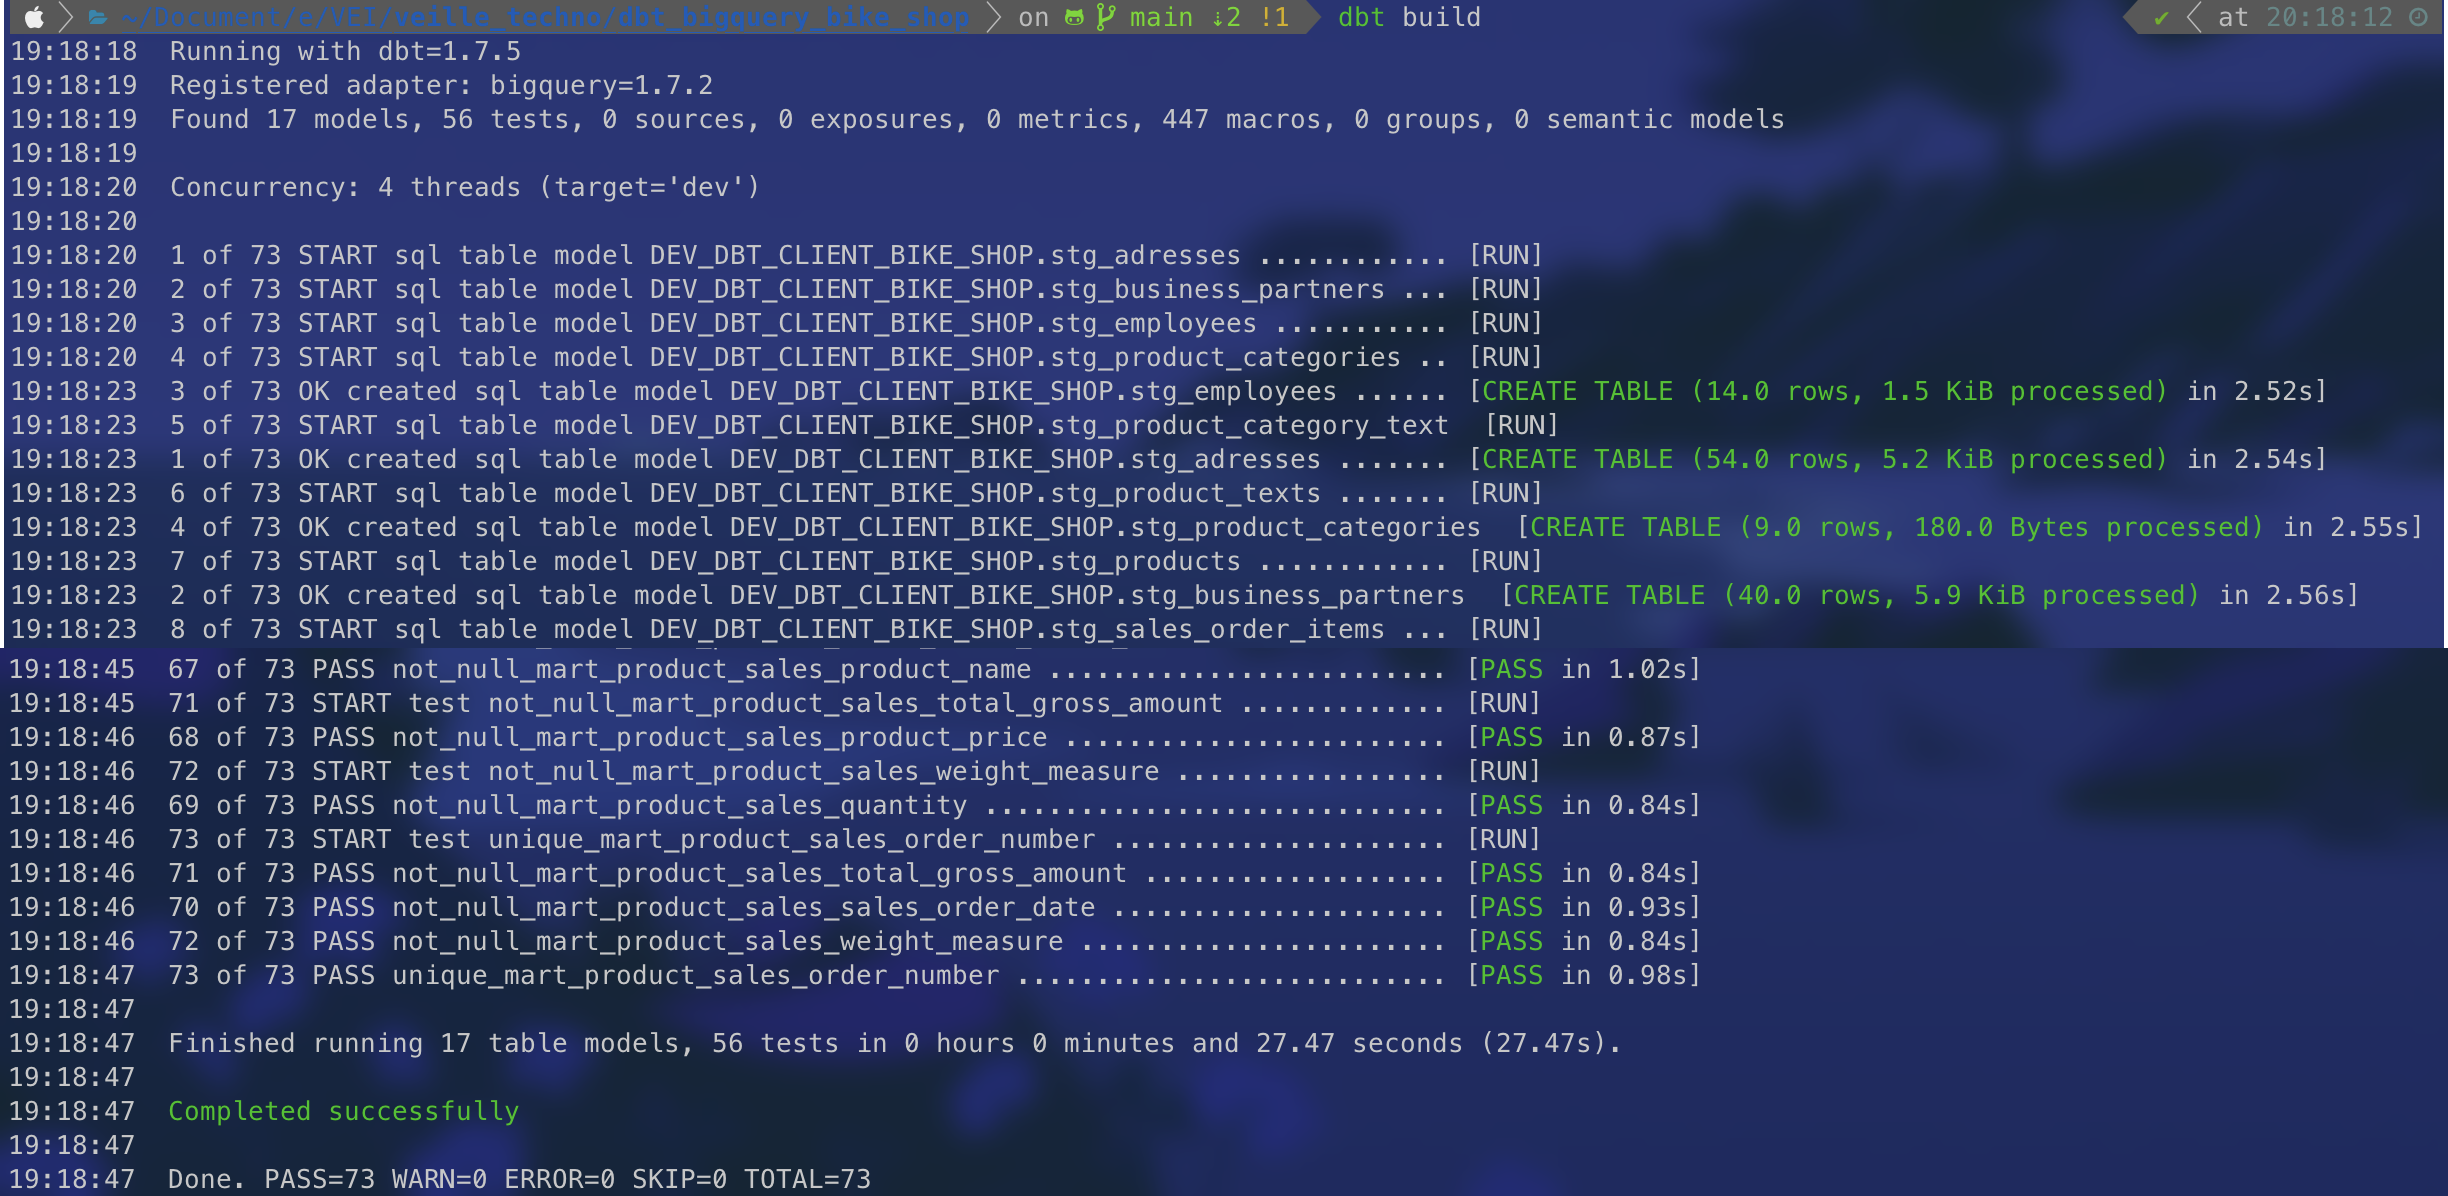 ~/Document/e/VEI/veille_techno/dbt_bigquery_bike_shop on main ⇣2 !1 dbt build ✔ at 20:18:12
19:18:18  Running with dbt=1.7.5
19:18:19  Registered adapter: bigquery=1.7.2
19:18:19  Found 17 models, 56 tests, 0 sources, 0 exposures, 0 metrics, 447 macros, 0 groups, 0 semantic models
19:18:19
19:18:20  Concurrency: 4 threads (target='dev')
19:18:20
19:18:20  1 of 73 START sql table model DEV_DBT_CLIENT_BIKE_SHOP.stg_adresses ............ [RUN]
19:18:20  2 of 73 START sql table model DEV_DBT_CLIENT_BIKE_SHOP.stg_business_partners ... [RUN]
19:18:20  3 of 73 START sql table model DEV_DBT_CLIENT_BIKE_SHOP.stg_employees ........... [RUN]
19:18:20  4 of 73 START sql table model DEV_DBT_CLIENT_BIKE_SHOP.stg_product_categories .. [RUN]
19:18:23  3 of 73 OK created sql table model DEV_DBT_CLIENT_BIKE_SHOP.stg_employees ...... [CREATE TABLE (14.0 rows, 1.5 KiB processed) in 2.52s]
19:18:23  5 of 73 START sql table model DEV_DBT_CLIENT_BIKE_SHOP.stg_product_category_text  [RUN]
19:18:23  1 of 73 OK created sql table model DEV_DBT_CLIENT_BIKE_SHOP.stg_adresses ....... [CREATE TABLE (54.0 rows, 5.2 KiB processed) in 2.54s]
19:18:23  6 of 73 START sql table model DEV_DBT_CLIENT_BIKE_SHOP.stg_product_texts ....... [RUN]
19:18:23  4 of 73 OK created sql table model DEV_DBT_CLIENT_BIKE_SHOP.stg_product_categories  [CREATE TABLE (9.0 rows, 180.0 Bytes processed) in 2.55s]
19:18:23  7 of 73 START sql table model DEV_DBT_CLIENT_BIKE_SHOP.stg_products ............ [RUN]
19:18:23  2 of 73 OK created sql table model DEV_DBT_CLIENT_BIKE_SHOP.stg_business_partners  [CREATE TABLE (40.0 rows, 5.9 KiB processed) in 2.56s]
19:18:23  8 of 73 START sql table model DEV_DBT_CLIENT_BIKE_SHOP.stg_sales_order_items ... [RUN]
19:18:45  67 of 73 PASS not_null_mart_product_sales_product_name ......................... [PASS in 1.02s]
19:18:45  71 of 73 START test not_null_mart_product_sales_total_gross_amount ............. [RUN]
19:18:46  68 of 73 PASS not_null_mart_product_sales_product_price ........................ [PASS in 0.87s]
19:18:46  72 of 73 START test not_null_mart_product_sales_weight_measure ................. [RUN]
19:18:46  69 of 73 PASS not_null_mart_product_sales_quantity ............................. [PASS in 0.84s]
19:18:46  73 of 73 START test unique_mart_product_sales_order_number ..................... [RUN]
19:18:46  71 of 73 PASS not_null_mart_product_sales_total_gross_amount ................... [PASS in 0.84s]
19:18:46  70 of 73 PASS not_null_mart_product_sales_sales_order_date ..................... [PASS in 0.93s]
19:18:46  72 of 73 PASS not_null_mart_product_sales_weight_measure ....................... [PASS in 0.84s]
19:18:47  73 of 73 PASS unique_mart_product_sales_order_number ........................... [PASS in 0.98s]
19:18:47
19:18:47  Finished running 17 table models, 56 tests in 0 hours 0 minutes and 27.47 seconds (27.47s).
19:18:47
19:18:47  Completed successfully
19:18:47
19:18:47  Done. PASS=73 WARN=0 ERROR=0 SKIP=0 TOTAL=73